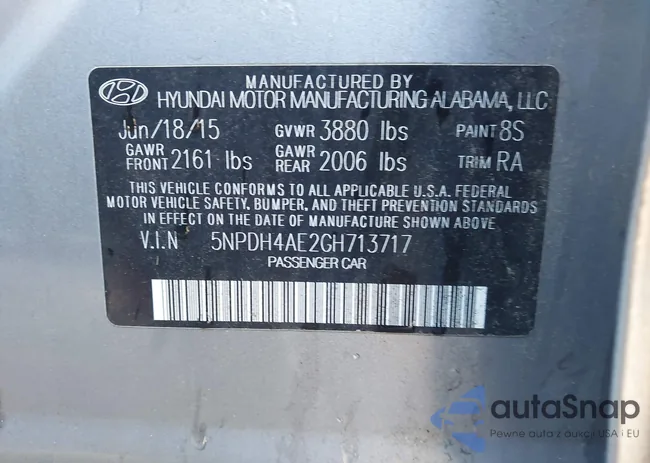 MANUFACTURED BY
HYUNDAI MOTOR MANUFACTURING ALABAMA, LLC
Jun/18/15 GVWR 3880 lbs PAINT 8S
GAWR FRONT 2161 lbs GAWR REAR 2006 lbs TRIM RA
THIS VEHICLE CONFORMS TO ALL APPLICABLE U.S.A. FEDERAL
MOTOR VEHICLE SAFETY, BUMPER, AND THEFT PREVENTION STANDARDS
IN EFFECT ON THE DATE OF MANUFACTURE SHOWN ABOVE
V.I.N 5NPDH4AE2GH713717
PASSENGER CAR
autaSnap
Pewne auta z aukcji USA i EU